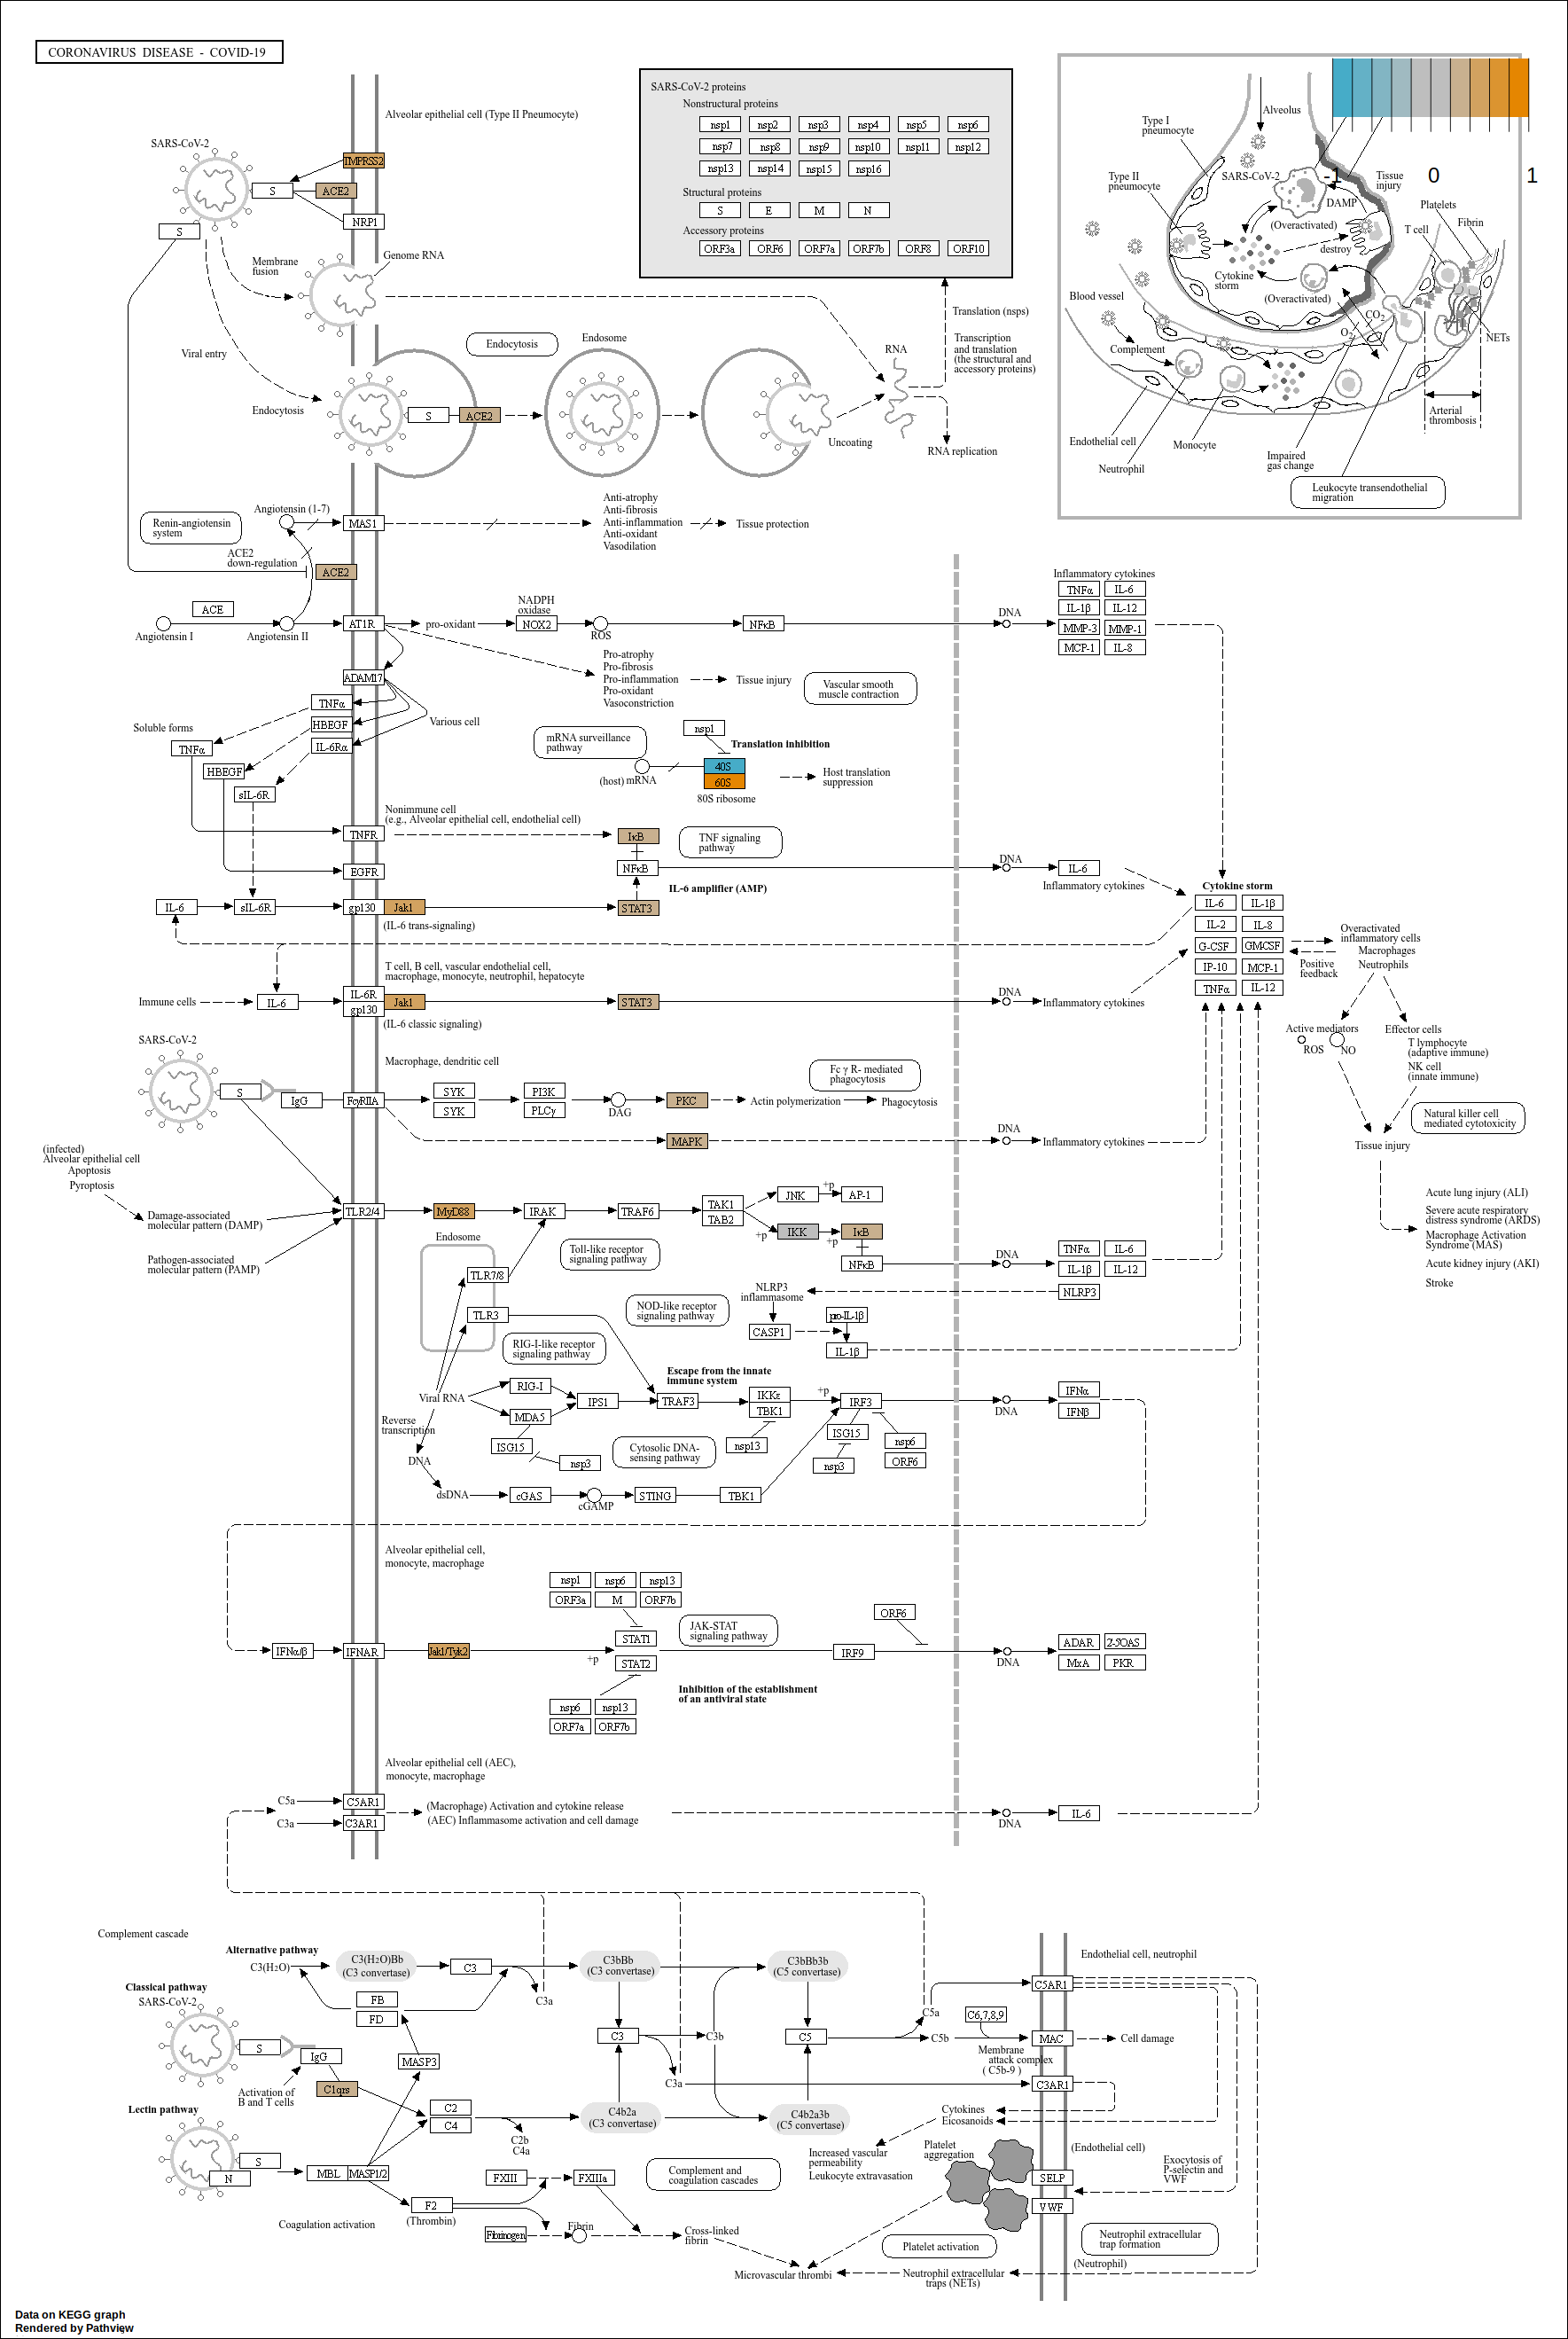 CORONAVIRUS DISEASE - COVID-19
Alveolar epithelial cell (Type II Pneumocyte)
SARS-CoV-2
TMPRSS2
S
ACE2
NRP1
S
Genome RNA
Membrane
fusion
Viral entry
Endocytosis
S
ACE2
Endocytosis
Endosome
Uncoating
RNA
RNA replication
Translation (nsps)
Transcription
and translation
(the structural and
accessory proteins)
SARS-CoV-2 proteins
Nonstructural proteins
nsp1 nsp2 nsp3 nsp4 nsp5 nsp6
nsp7 nsp8 nsp9 nsp10 nsp11 nsp12
nsp13 nsp14 nsp15 nsp16
Structural proteins
S E M N
Accessory proteins
ORF3a ORF6 ORF7a ORF7b ORF8 ORF10
Alveolus
Type I
pneumocyte
Type II
pneumocyte
SARS-CoV-2
-1 0 1
DAMP
Tissue
injury
(Overactivated)
Platelets
Fibrin
T cell
destroy
Cytokine
storm
(Overactivated)
Blood vessel
CO2
O2
NETs
Complement
Arterial
thrombosis
Endothelial cell
Neutrophil
Monocyte
Impaired
gas change
Leukocyte transendothelial
migration
Renin-angiotensin
system
Angiotensin (1-7)
MAS1
Anti-atrophy
Anti-fibrosis
Anti-inflammation
Anti-oxidant
Vasodilation
Tissue protection
ACE2
down-regulation
ACE2
ACE
Angiotensin I
Angiotensin II
AT1R
pro-oxidant
NADPH
oxidase
NOX2
ROS
NFκB
DNA
Inflammatory cytokines
TNFα IL-6
IL-1β IL-12
MMP-3 MMP-1
MCP-1 IL-8
Pro-atrophy
Pro-fibrosis
Pro-inflammation
Pro-oxidant
Vasoconstriction
Tissue injury
Vascular smooth
muscle contraction
ADAM17
TNFα
HBEGF
IL-6Rα
Various cell
Soluble forms
TNFα
HBEGF
sIL-6R
mRNA surveillance
pathway
nsp1
Translation inhibition
(host) mRNA
40S
60S
80S ribosome
Host translation
suppression
Nonimmune cell
(e.g., Alveolar epithelial cell, endothelial cell)
TNFR
IκB
TNF signaling
pathway
EGFR
NFκB
IL-6 amplifier (AMP)
DNA
IL-6
Inflammatory cytokines
IL-6
sIL-6R
gp130
Jak1
(IL-6 trans-signaling)
STAT3
Cytokine storm
IL-6 IL-1β
IL-2 IL-8
G-CSF GMCSF
IP-10 MCP-1
TNFα IL-12
Positive
feedback
Overactivated
inflammatory cells
Macrophages
Neutrophils
T cell, B cell, vascular endothelial cell,
macrophage, monocyte, neutrophil, hepatocyte
Immune cells
IL-6
IL-6R
gp130
Jak1
(IL-6 classic signaling)
STAT3
DNA
Inflammatory cytokines
Active mediators
ROS
NO
Effector cells
T lymphocyte
(adaptive immune)
NK cell
(innate immune)
Natural killer cell
mediated cytotoxicity
Tissue injury
Acute lung injury (ALI)
Severe acute respiratory
distress syndrome (ARDS)
Macrophage Activation
Syndrome (MAS)
Acute kidney injury (AKI)
Stroke
SARS-CoV-2
Macrophage, dendritic cell
S
IgG
FcγRIIA
SYK
SYK
PI3K
PLCγ
DAG
PKC
Actin polymerization
Phagocytosis
Fc γ R- mediated
phagocytosis
MAPK
DNA
Inflammatory cytokines
(infected)
Alveolar epithelial cell
Apoptosis
Pyroptosis
Damage-associated
molecular pattern (DAMP)
Pathogen-associated
molecular pattern (PAMP)
TLR2/4
MyD88
IRAK
TRAF6
TAK1
TAB2
JNK
+p
AP-1
+p
IKK
+p
IκB
NFκB
DNA
TNFα IL-6
IL-1β IL-12
NLRP3
Endosome
TLR7/8
TLR3
Toll-like receptor
signaling pathway
NOD-like receptor
signaling pathway
NLRP3
inflammasome
CASP1
pro-IL-1β
IL-1β
RIG-I-like receptor
signaling pathway
Escape from the innate
immune system
Viral RNA
RIG-I
MDA5
IPS1
TRAF3
IKKε
TBK1
+p
IRF3
DNA
IFNα
IFNβ
Reverse
transcription
ISG15
nsp3
Cytosolic DNA-
sensing pathway
nsp13
ISG15
nsp3
nsp6
ORF6
DNA
dsDNA
cGAS
cGAMP
STING
TBK1
Alveolar epithelial cell,
monocyte, macrophage
nsp1 nsp6 nsp13
ORF3a M ORF7b
JAK-STAT
signaling pathway
ORF6
IFNα/β
IFNAR
Jak1/Tyk2
+p
STAT1
STAT2
IRF9
DNA
ADAR 2-5OAS
MxA PKR
Inhibition of the establishment
of an antiviral state
nsp6 nsp13
ORF7a ORF7b
Alveolar epithelial cell (AEC),
monocyte, macrophage
C5a
C5AR1
C3a
C3AR1
(Macrophage) Activation and cytokine release
(AEC) Inflammasome activation and cell damage
DNA
IL-6
Complement cascade
Alternative pathway
C3(H2O)
C3(H2O)Bb
(C3 convertase)
C3
C3a
C3bBb
(C3 convertase)
C3bBb3b
(C5 convertase)
Endothelial cell, neutrophil
C5AR1
Classical pathway
SARS-CoV-2
FB
FD
C3
C3b
C3a
C5
C5a
C5b
C6,7,8,9
MAC
Cell damage
Membrane
attack complex
( C5b-9 )
S
IgG
MASP3
C1qrs
Activation of
B and T cells
C3AR1
Lectin pathway
C2
C4
C2b
C4a
C4b2a
(C3 convertase)
C4b2a3b
(C5 convertase)
Cytokines
Eicosanoids
Increased vascular
permeability
Leukocyte extravasation
Platelet
aggregation
(Endothelial cell)
Exocytosis of
P-selectin and
VWF
S
N
MBL MASP1/2
FXIII
FXIIIa
Complement and
coagulation cascades
SELP
VWF
F2
(Thrombin)
Coagulation activation
Fibrinogen
Fibrin
Cross-linked
fibrin
Platelet activation
Neutrophil extracellular
trap formation
(Neutrophil)
Microvascular thrombi
Neutrophil extracellular
traps (NETs)
Data on KEGG graph
Rendered by Pathview